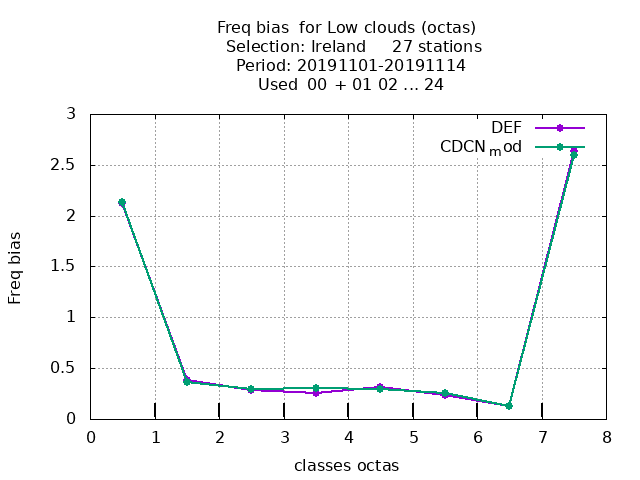 Freq bias  for Low clouds (octas)
Selection: Ireland     27 stations
Period: 20191101-20191114
Used  00 + 01 02 ... 24
DEF
CDCNmod
3
2.5
2
1.5
1
0.5
0
Freq bias
0 1 2 3 4 5 6 7 8
classes octas